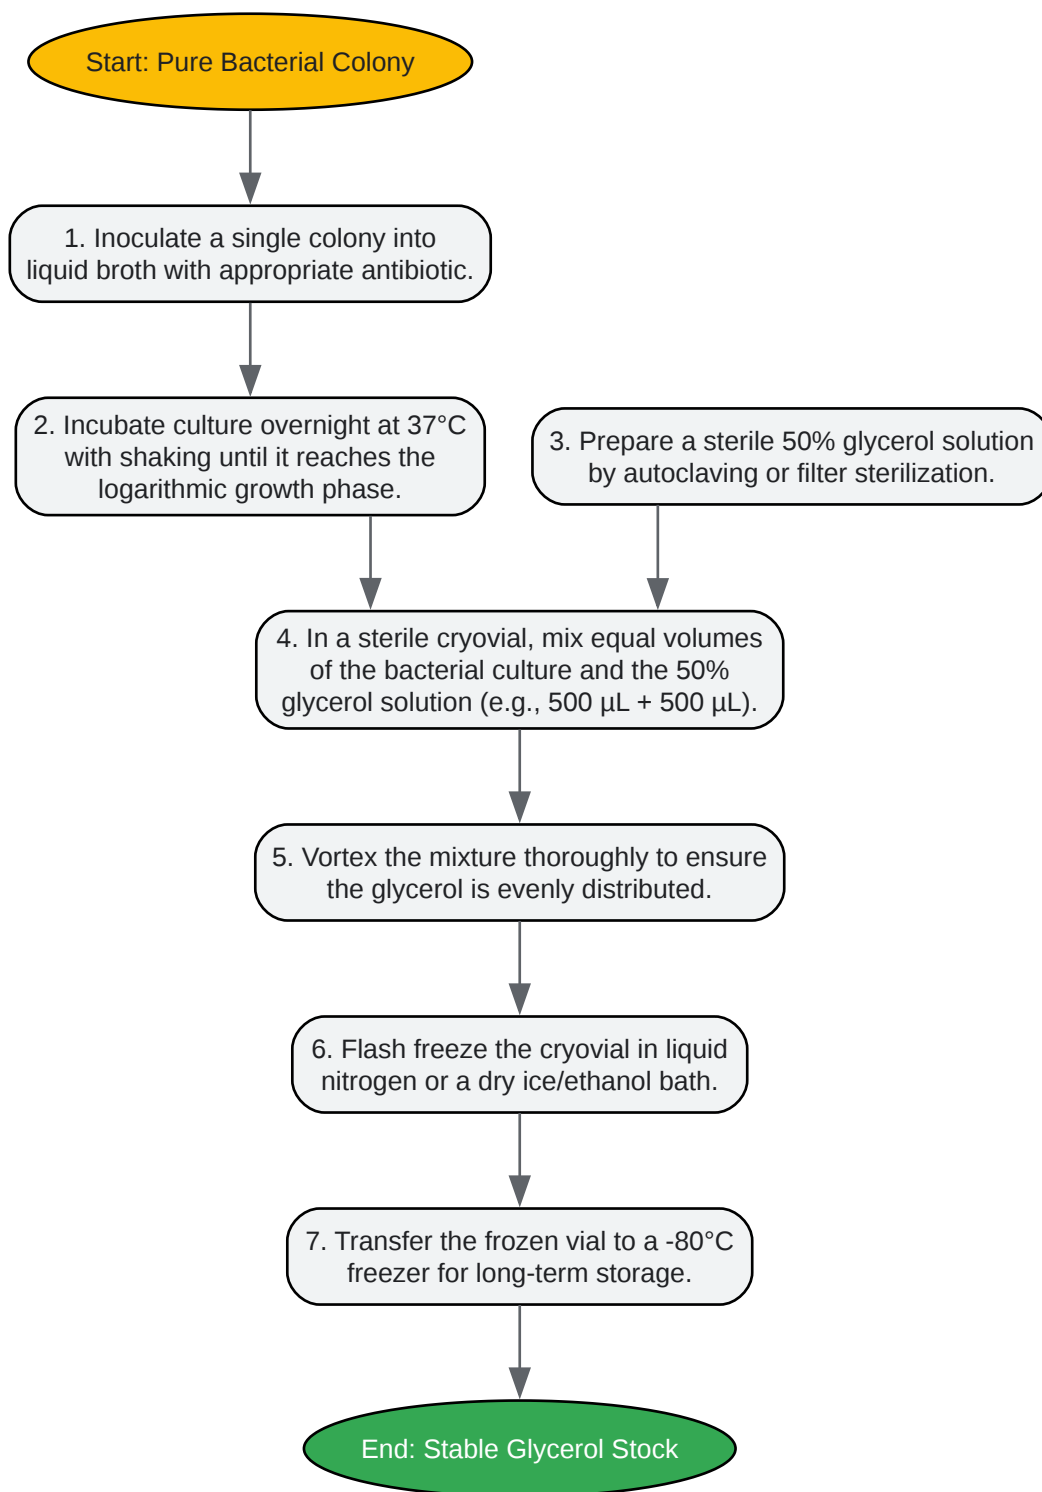 Start: Pure Bacterial Colony
1. Inoculate a single colony into
liquid broth with appropriate antibiotic.
2. Incubate culture overnight at 37°C
with shaking until it reaches the
logarithmic growth phase.
3. Prepare a sterile 50% glycerol solution
by autoclaving or filter sterilization.
4. In a sterile cryovial, mix equal volumes
of the bacterial culture and the 50%
glycerol solution (e.g., 500 µL + 500 µL).
5. Vortex the mixture thoroughly to ensure
the glycerol is evenly distributed.
6. Flash freeze the cryovial in liquid
nitrogen or a dry ice/ethanol bath.
7. Transfer the frozen vial to a -80°C
freezer for long-term storage.
End: Stable Glycerol Stock